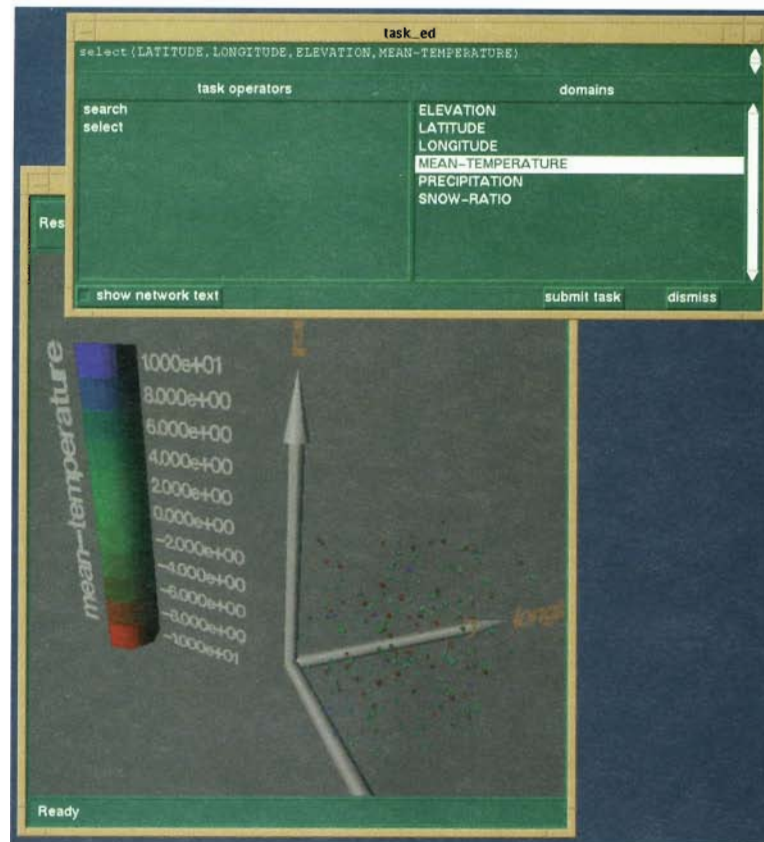 task_ed
select(LATITUDE,LONGITUDE,ELEVATION,MEAN-TEMPERATURE)
task operators
domains
search
select
ELEVATION
LATITUDE
LONGITUDE
MEAN-TEMPERATURE
PRECIPITATION
SNOW-RATIO
show network text
submit task
dismiss
Res
mean-temperature
1.000e+01
8.000e+00
6.000e+00
4.000e+00
2.000e+00
0.000e+00
-2.000e+00
-4.000e+00
-6.000e+00
-8.000e+00
-1.000e+01
longi
Ready